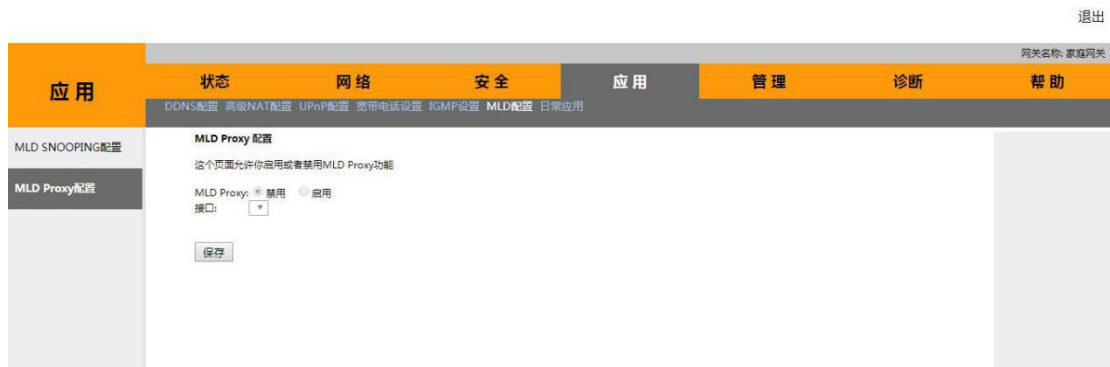 退出
网关名称: 家庭网关
应用
状态 网络 安全 应用 管理 诊断 帮助
DDNS配置 高级NAT配置 UPnP配置 宽带电话设置 IGMP设置 MLD配置 日常应用
MLD SNOOPING配置
MLD Proxy配置
MLD Proxy 配置
这个页面允许你启用或者禁用MLD Proxy功能
MLD Proxy: 禁用 启用
接口:
保存